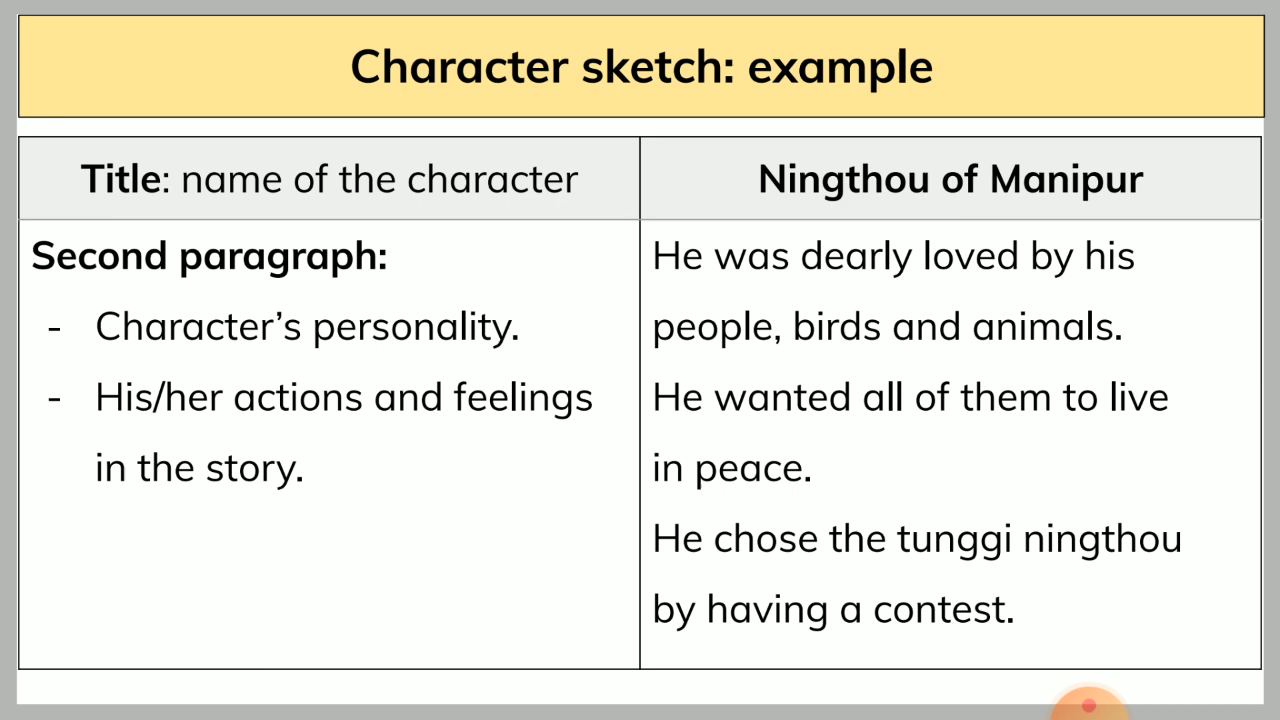 Character sketch: example
Title: name of the character
Ningthou of Manipur
Second paragraph:
- Character’s personality.
- His/her actions and feelings
in the story.
He was dearly loved by his
people, birds and animals.
He wanted all of them to live
in peace.
He chose the tunggi ningthou
by having a contest.